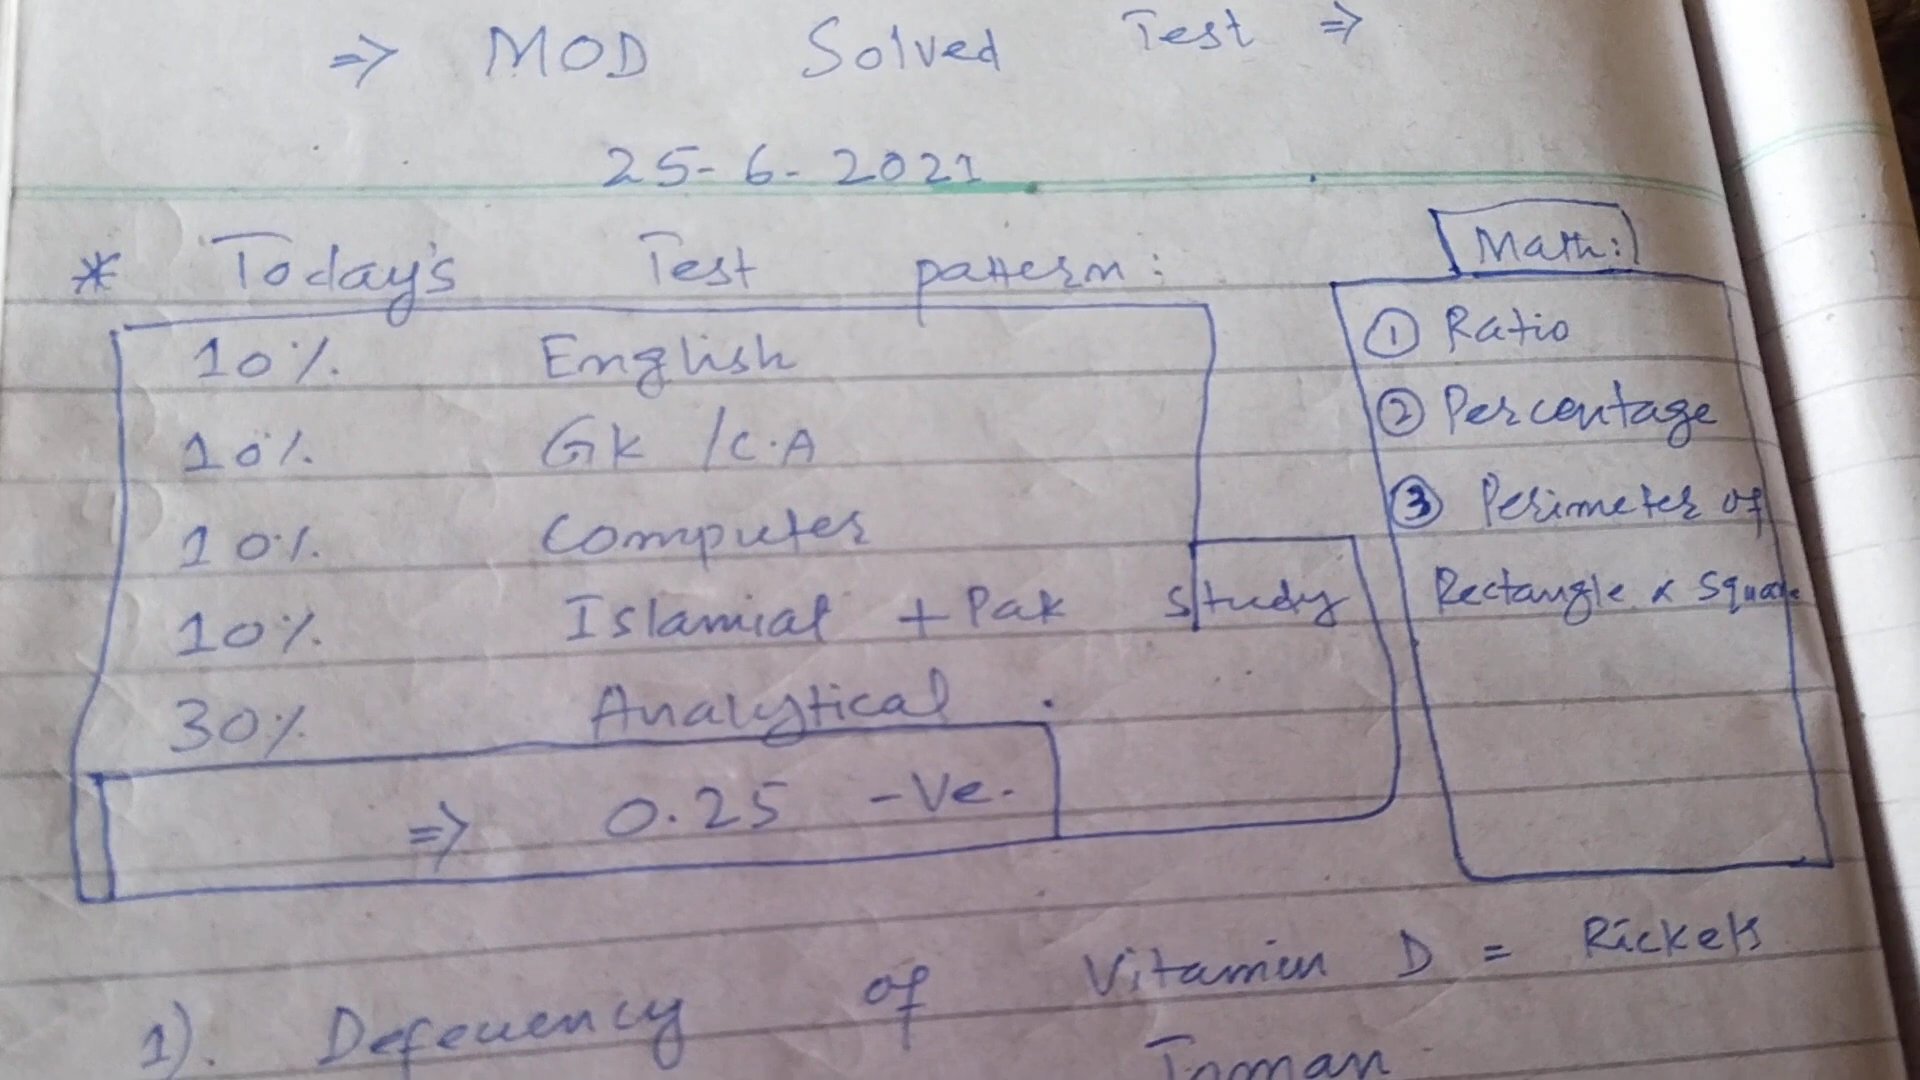 ⇒ MOD Solved Test ⇒
25-6-2021
* Today's Test pattern:
10% English
10% GK /C.A
10% Computer
10% Islamiat + Pak Study
30% Analytical.
⇒ 0.25 -Ve.
Math:
① Ratio
② Percentage
③ Perimeter of
Rectangle & Square
1). Defeuency of Vitamin D = Rickets